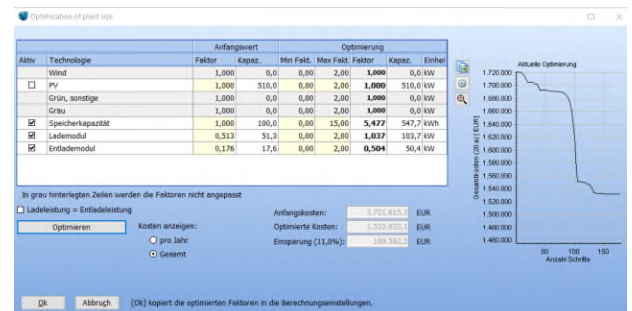 Optimization of plant size
Anfangswert Optimierung
Aktiv Technologie Faktor Kapaz. Min Fakt. Max Fakt. Faktor Kapaz. Einheit
Wind 1,000 0,0 0,00 2,00 1,000 0,0 kW
PV 1,000 510,0 0,00 2,00 1,000 510,0 kW
Grün, sonstige 1,000 0,0 0,00 2,00 1,000 0,0 kW
Grau 1,000 0,0 0,00 2,00 1,000 0,0 kW
Speicherkapazität 1,000 100,0 0,00 15,00 5,477 547,7 kWh
Lademodul 0,513 51,3 0,00 2,00 1,037 103,7 kW
Entlademodul 0,176 17,6 0,00 2,00 0,504 50,4 kW
In grau hinterlegten Zeilen werden die Faktoren nicht angepasst
Ladeleistung = Entladeleistung
Optimieren
Kosten anzeigen:
pro Jahr
Gesamt
Anfangskosten: EUR
Optimierte Kosten: EUR
Einsperung (11,0%): EUR
Aktuelle Optimierung
Gesamtkosten (20 a) [EUR]
1.720.000
1.700.000
1.680.000
1.660.000
1.640.000
1.620.000
1.600.000
1.580.000
1.560.000
1.540.000
1.520.000
1.500.000
1.480.000
1.460.000
50 100 150
Anzahl Schritte
Ok
Abbruch
[Ok] kopiert die optimierten Faktoren in die Berechnungseinstellungen.